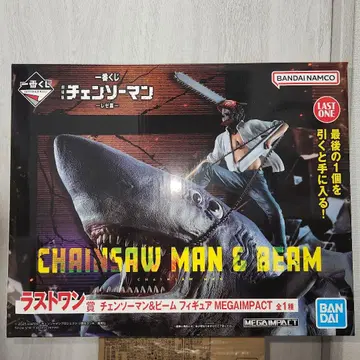 一番くじ
一番くじ
BANDAI NAMCO
チェンソーマン
―レゼ篇―
LAST
ONE
最後の1個を
引くと手に入る!
CHAINSAW MAN & BEAM
ラストワン賞 チェンソーマン&ビーム フィギュア MEGAIMPACT 全1種
MEGAIMPACT
BAN
DAI